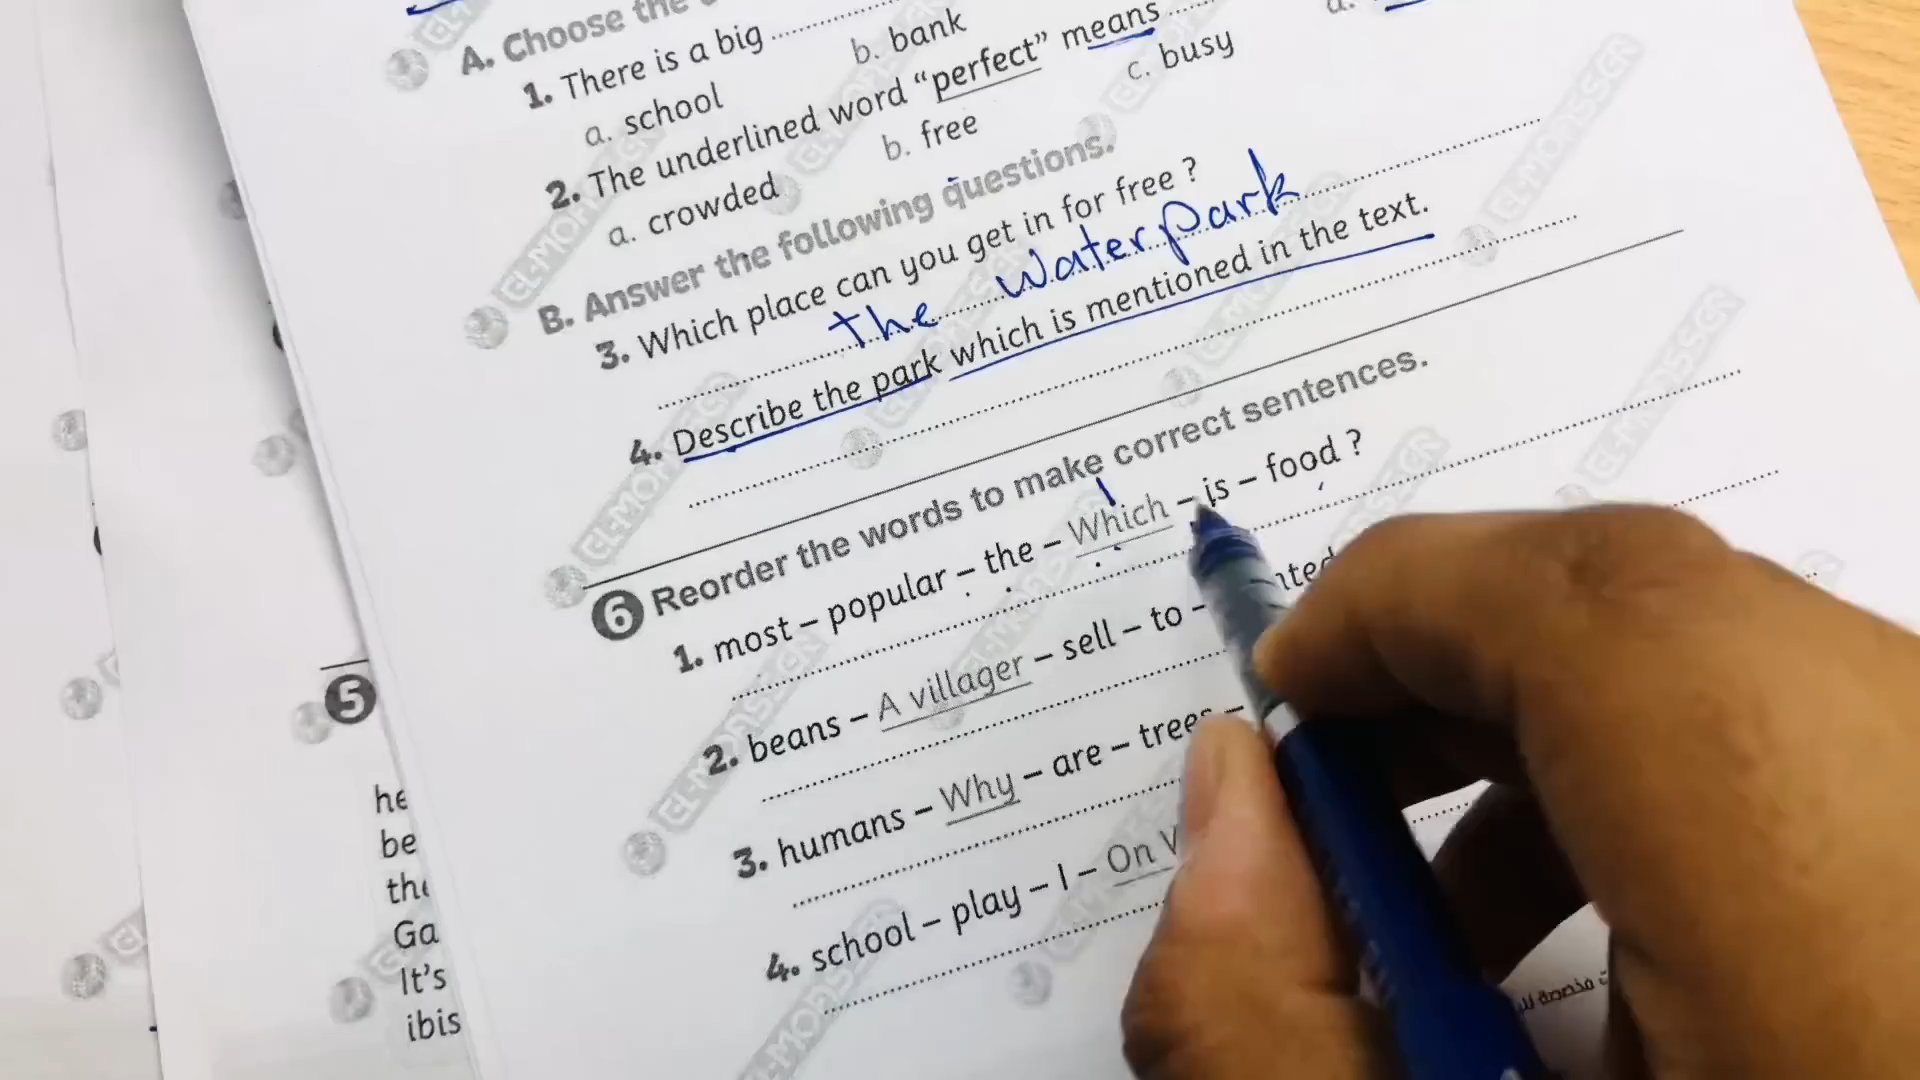 A. Choose the
1. There is a big
a. school b. bank
2. The underlined word "perfect" means
a. crowded b. free c. busy
B. Answer the following questions.
3. Which place can you get in for free ?
the waterpark
4. Describe the park which is mentioned in the text.
6 Reorder the words to make correct sentences.
1. most – popular – the – Which – is – food ?
2. beans – A villager – sell – to –
3. humans – Why – are – trees –
4. school – play – I – On
5
he
be
Ga
It's
ibis
EL-MOASSER